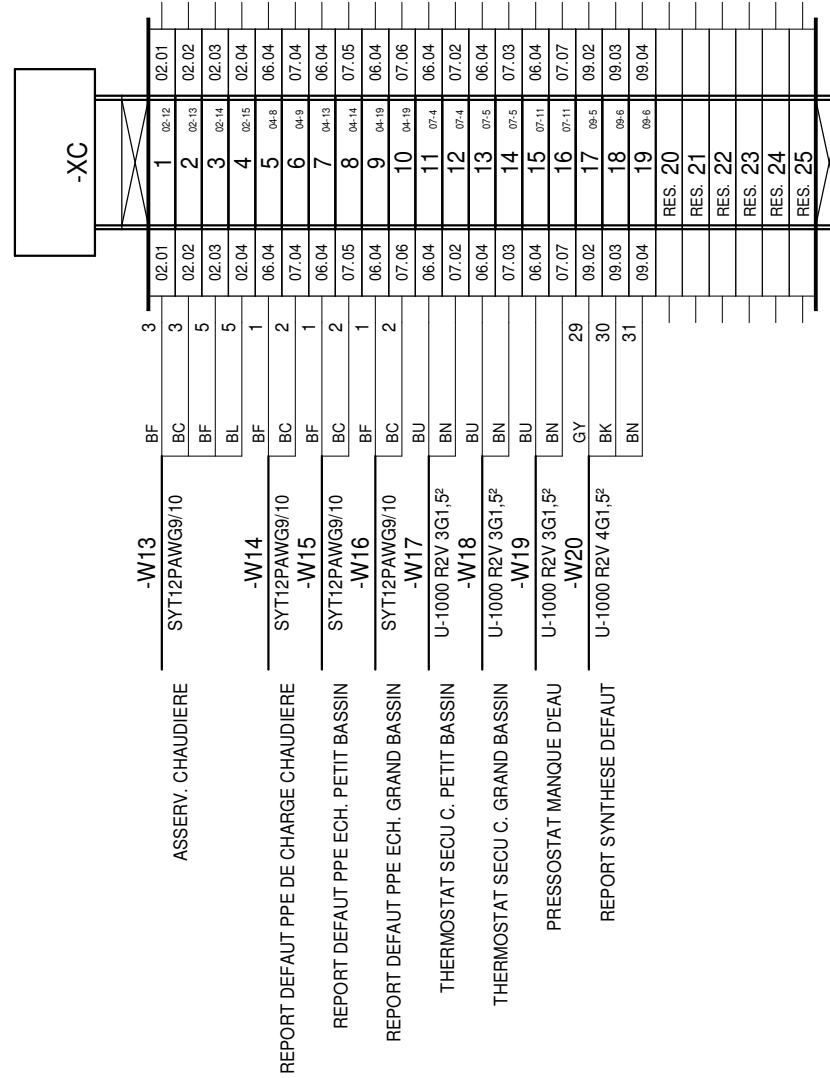 -XC
02.01 1 02-12 02.01
02.02 2 02-13 02.02
02.03 3 02-14 02.03
02.04 4 02-15 02.04
06.04 5 04-8 06.04
07.04 6 04-9 07.04
06.04 7 04-13 06.04
07.05 8 04-14 07.05
06.04 9 04-19 06.04
07.06 10 04-19 07.06
06.04 11 07-4 06.04
07.02 12 07-4 07.02
06.04 13 07-5 06.04
07.03 14 07-5 07.03
06.04 15 07-11 06.04
07.07 16 07-11 07.07
09.02 17 09-5 09.02
09.03 18 09-6 09.03
09.04 19 09-6 09.04
RES. 20
RES. 21
RES. 22
RES. 23
RES. 24
RES. 25
-W13 BF 3
SYT12PAWG9/10 BC 3
BF 5
BL 5
ASSERV. CHAUDIERE
-W14 BF 1
SYT12PAWG9/10 BC 2
REPORT DEFAUT PPE DE CHARGE CHAUDIERE
-W15 BF 1
SYT12PAWG9/10 BC 2
REPORT DEFAUT PPE ECH. PETIT BASSIN
-W16 BF 1
SYT12PAWG9/10 BC 2
REPORT DEFAUT PPE ECH. GRAND BASSIN
-W17 BU
U-1000 R2V 3G1,5² BN
THERMOSTAT SECU C. PETIT BASSIN
-W18 BU
U-1000 R2V 3G1,5² BN
THERMOSTAT SECU C. GRAND BASSIN
-W19 BU
U-1000 R2V 3G1,5² BN
PRESSOSTAT MANQUE D'EAU
-W20 GY 29
U-1000 R2V 4G1,5² BK 30
BN 31
REPORT SYNTHESE DEFAUT